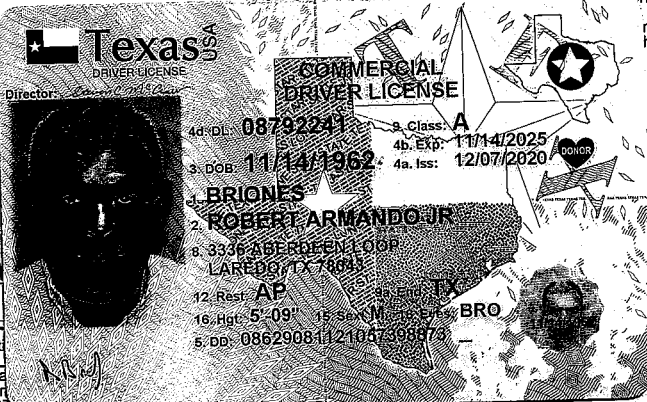 Texas USA
DRIVER LICENSE
Director:
COMMERCIAL
DRIVER LICENSE
4d. DL: 08792241
9. Class: A
4b. Exp: 11/14/2025
3. DOB: 11/14/1962
4a. Iss: 12/07/2020
DONOR
1. BRIONES
2. ROBERT ARMANDO JR
8. 3336 ABERDEEN LOOP
LAREDO, TX
12. Rest: AP
9a. End: TX
16. Hgt: 5'-09" 15. Sex: M 18. Eyes: BRO
5. DD: